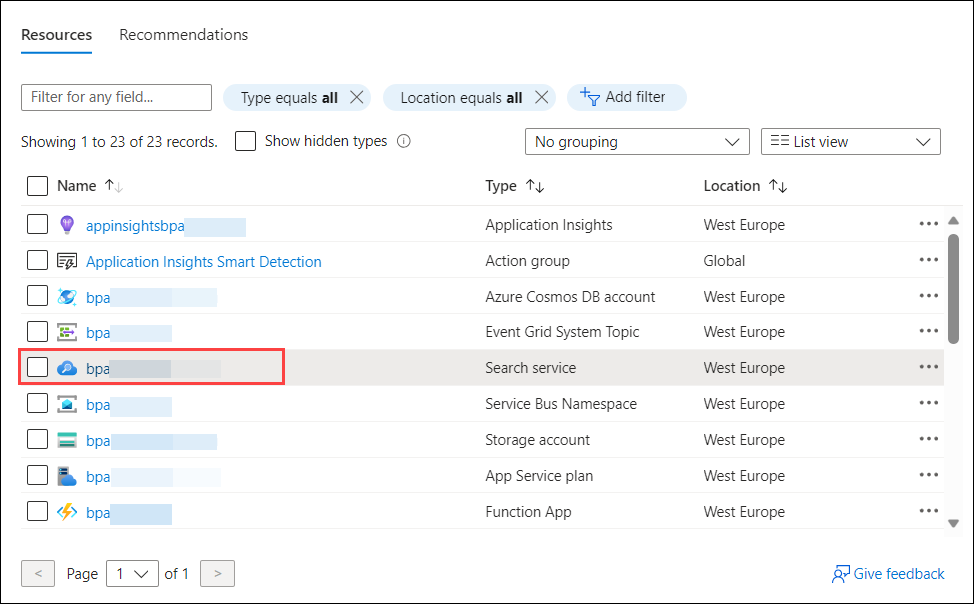 Resources Recommendations
Filter for any field... Type equals all Location equals all Add filter
Showing 1 to 23 of 23 records. Show hidden types No grouping List view
Name Type Location
appinsightsbpa Application Insights West Europe
Application Insights Smart Detection Action group Global
bpa Azure Cosmos DB account West Europe
bpa Event Grid System Topic West Europe
bpa Search service West Europe
bpa Service Bus Namespace West Europe
bpa Storage account West Europe
bpa App Service plan West Europe
bpa Function App West Europe
< Page 1 of 1 > Give feedback